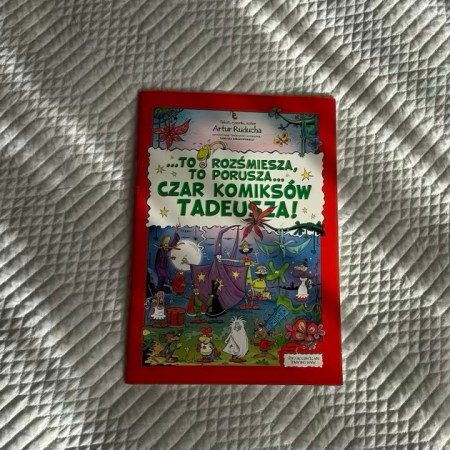 Artur Ruducha
...TO ROZŚMIESZA,
TO PORUSZA...
CZAR KOMIKSÓW
TADEUSZA!